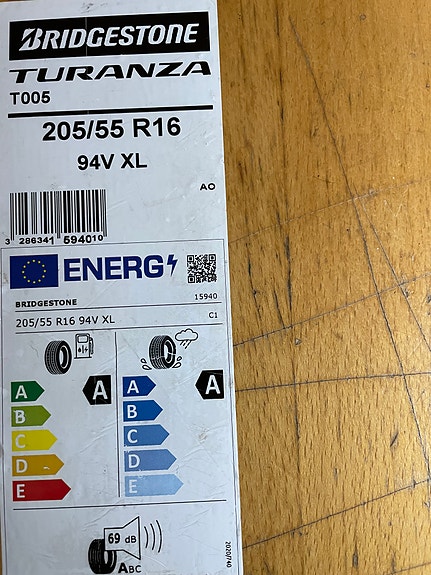 BRIDGESTONE
TURANZA
T005
205/55 R16
94V XL
AO
3 286341 594010
ENERG
BRIDGESTONE 15940
205/55 R16 94V XL C1
A A A A
B B
C C
D D
E E
69 dB
ABC
2020/740